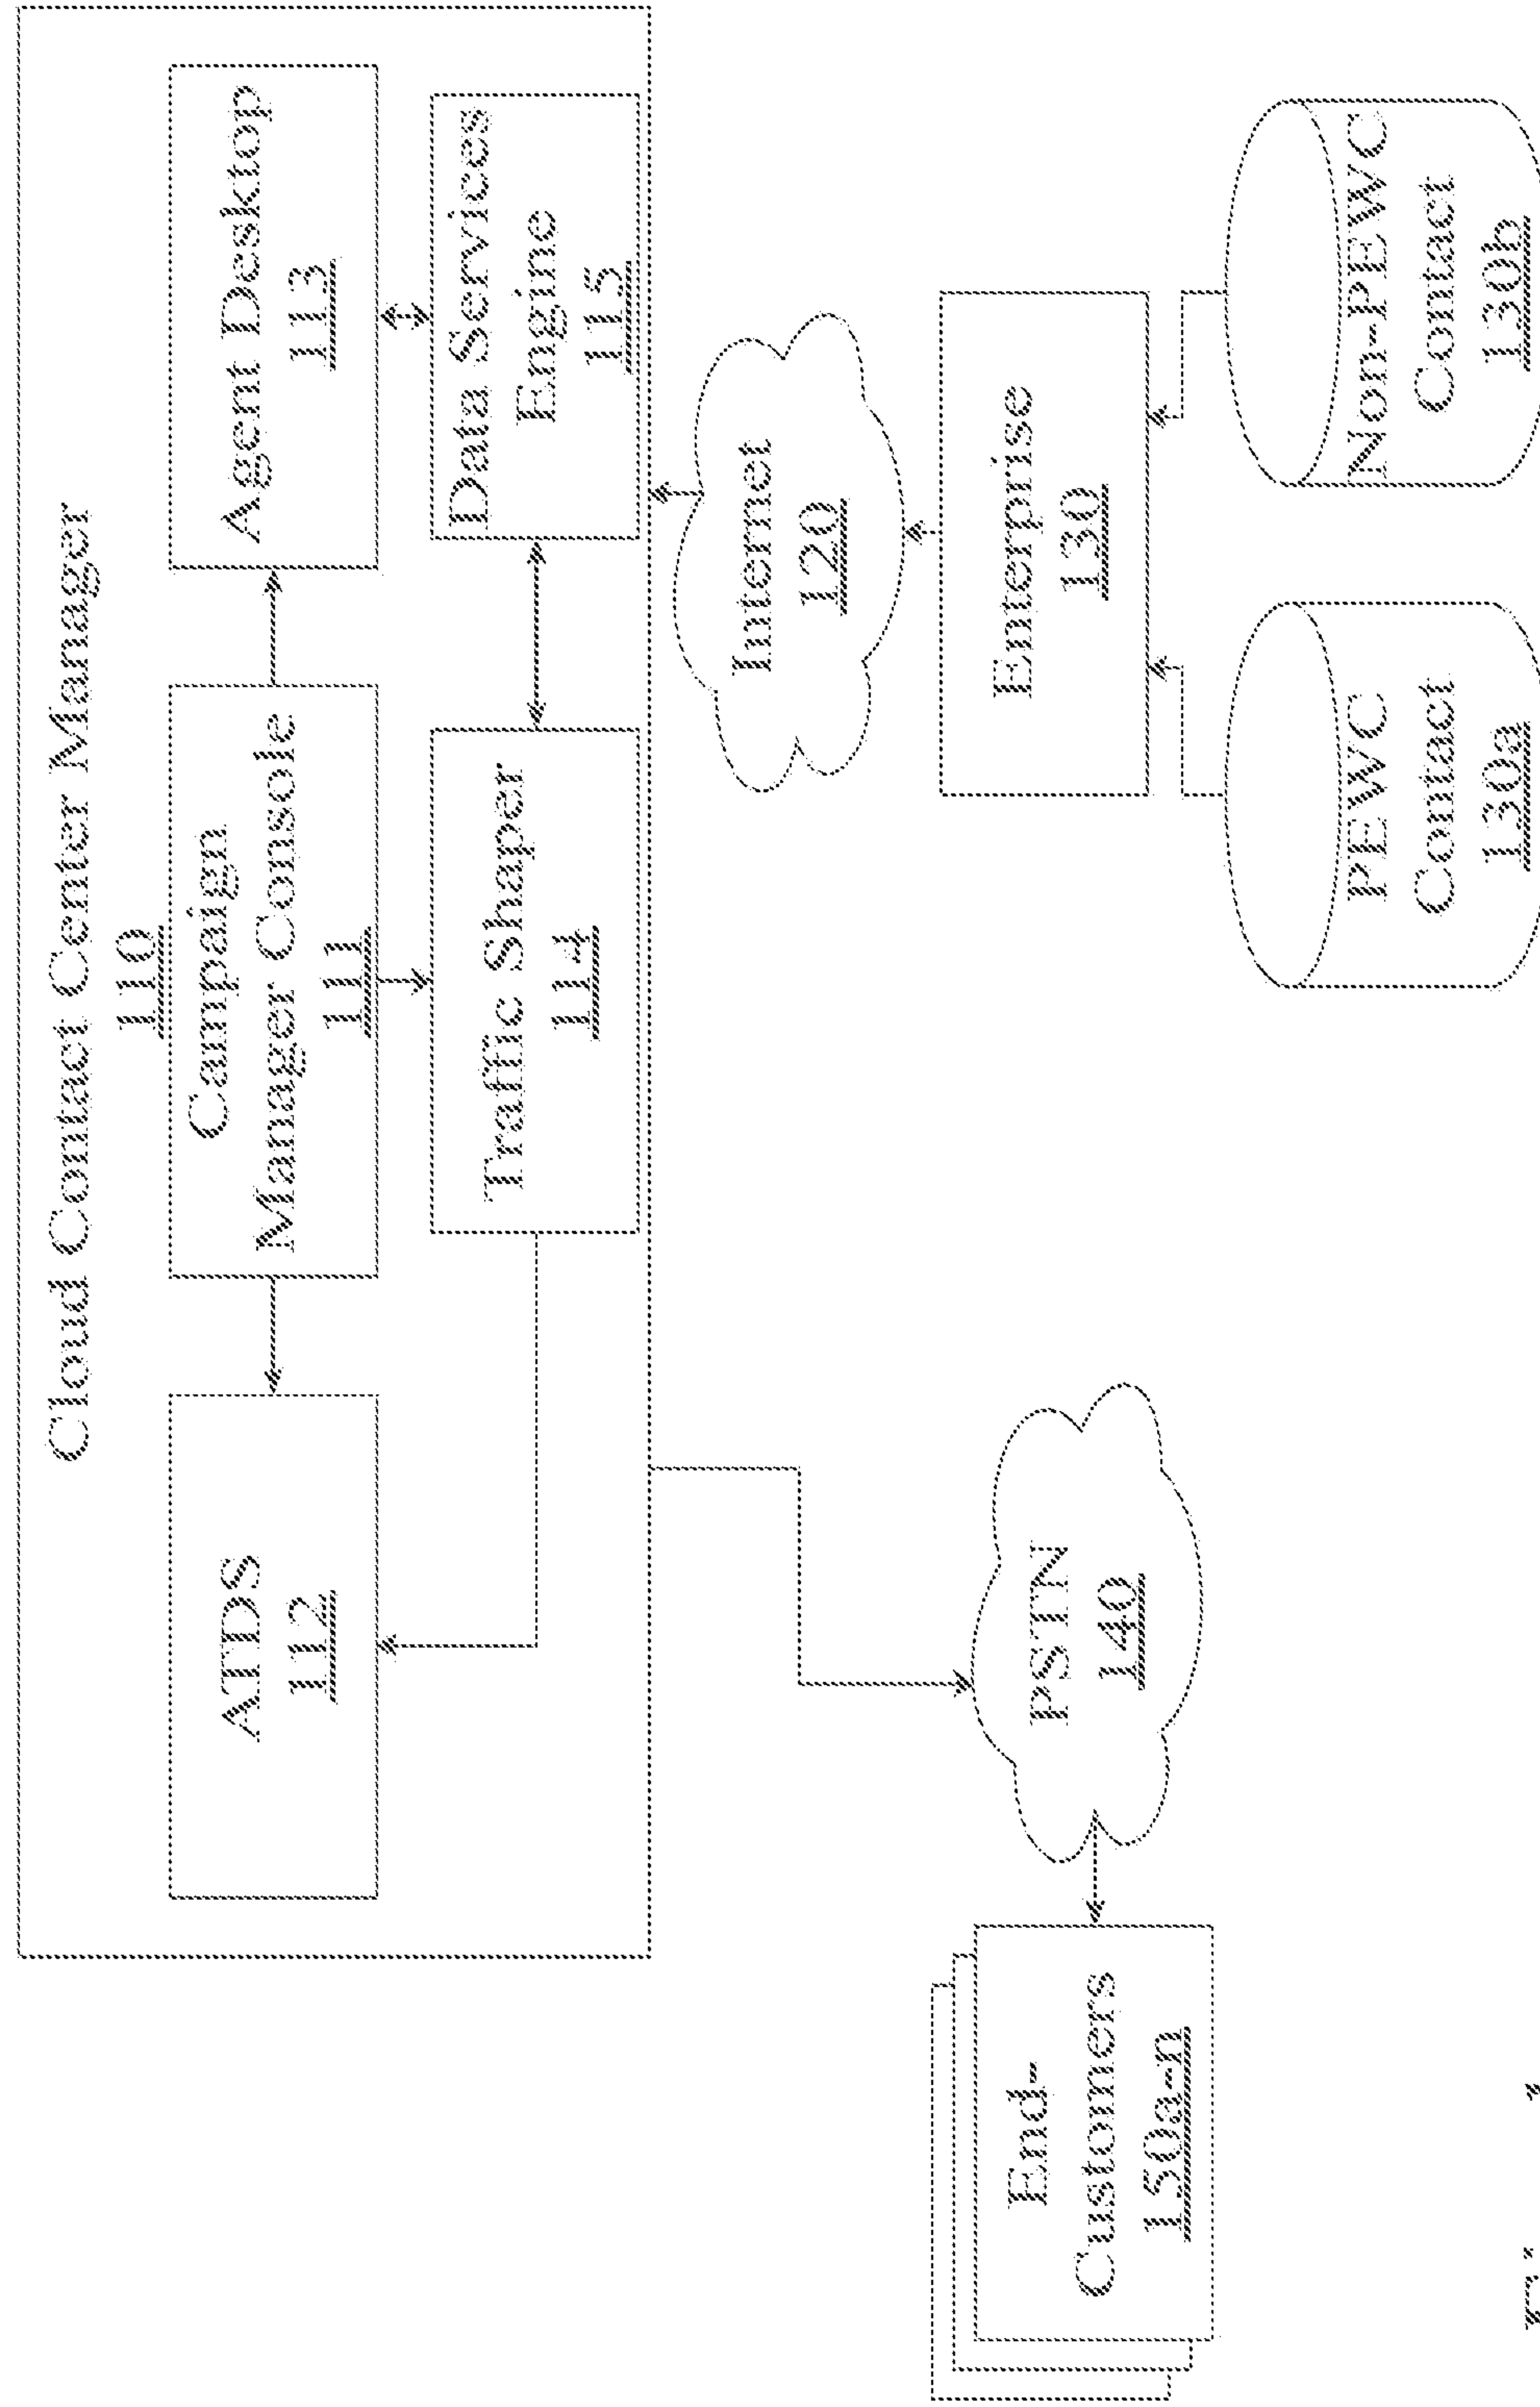 Cloud Contact Center Manager
110
ATDS
112
Campaign
Manager Console
111
Agent Desktop
113
Traffic Shaper
114
Data Services
Engine
115
Internet
120
Enterprise
130
PEWC
Contact
130a
Non-PEWC
Contact
130b
PSTN
140
End-
Customers
150a-n